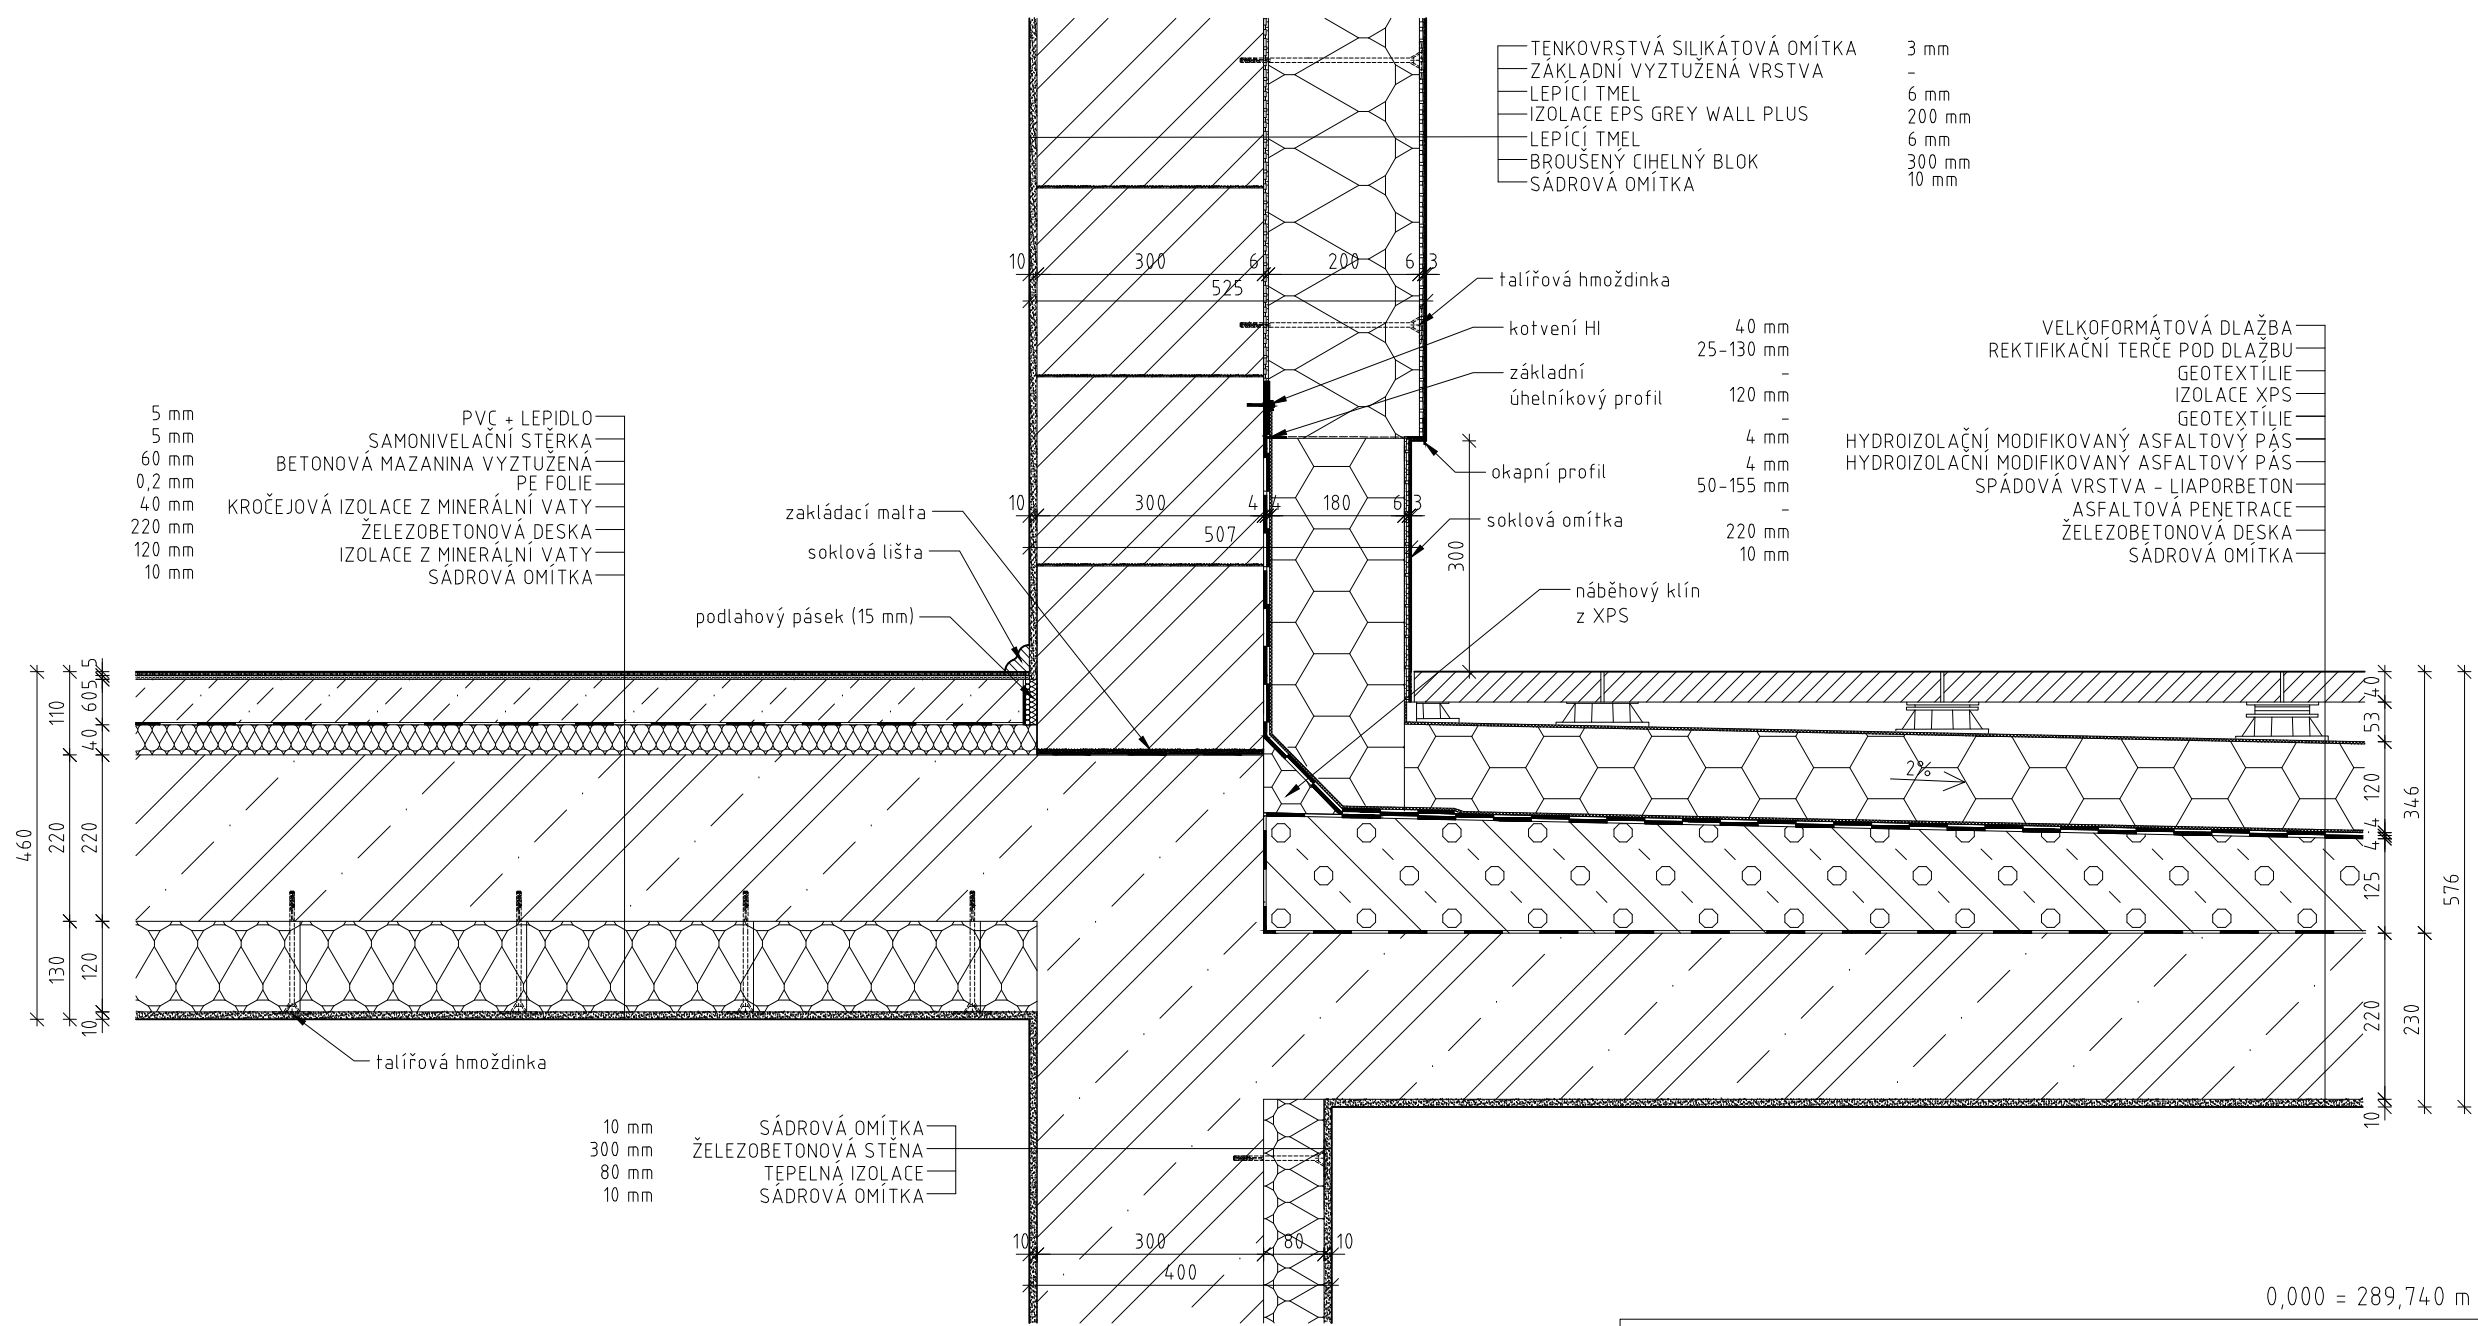 TENKOVRSTVÁ SILIKÁTOVÁ OMÍTKA 3 mm
ZÁKLADNÍ VYZTUŽENÁ VRSTVA -
LEPÍCÍ TMEL 6 mm
IZOLACE EPS GREY WALL PLUS 200 mm
LEPÍCÍ TMEL 6 mm
BROUŠENÝ CIHELNÝ BLOK 300 mm
SÁDROVÁ OMÍTKA 10 mm
10 300 6 200 6 3
525
talířová hmoždinka
kotvení HI
základní
úhelníkový profil
okapní profil
soklová omítka
náběhový klín
z XPS
40 mm VELKOFORMÁTOVÁ DLAŽBA
25-130 mm REKTIFIKAČNÍ TERČE POD DLAŽBU
- GEOTEXTÍLIE
120 mm IZOLACE XPS
- GEOTEXTÍLIE
4 mm HYDROIZOLAČNÍ MODIFIKOVANÝ ASFALTOVÝ PÁS
4 mm HYDROIZOLAČNÍ MODIFIKOVANÝ ASFALTOVÝ PÁS
50-155 mm SPÁDOVÁ VRSTVA - LIAPORBETON
- ASFALTOVÁ PENETRACE
220 mm ŽELEZOBETONOVÁ DESKA
10 mm SÁDROVÁ OMÍTKA
5 mm PVC + LEPIDLO
5 mm SAMONIVELAČNÍ STĚRKA
60 mm BETONOVÁ MAZANINA VYZTUŽENÁ
0,2 mm PE FOLIE
40 mm KROČEJOVÁ IZOLACE Z MINERÁLNÍ VATY
220 mm ŽELEZOBETONOVÁ DESKA
120 mm IZOLACE Z MINERÁLNÍ VATY
10 mm SÁDROVÁ OMÍTKA
zakládací malta
soklová lišta
podlahový pásek (15 mm)
10 300 4 4 180 6 3
507
300
460
110 220 130
5 5 60 40 220 120 10
2%
40 53 120 4 4 125 220 10
346 230
576
talířová hmoždinka
10 mm SÁDROVÁ OMÍTKA
300 mm ŽELEZOBETONOVÁ STĚNA
80 mm TEPELNÁ IZOLACE
10 mm SÁDROVÁ OMÍTKA
10 300 80 10
400
0,000 = 289,740 m